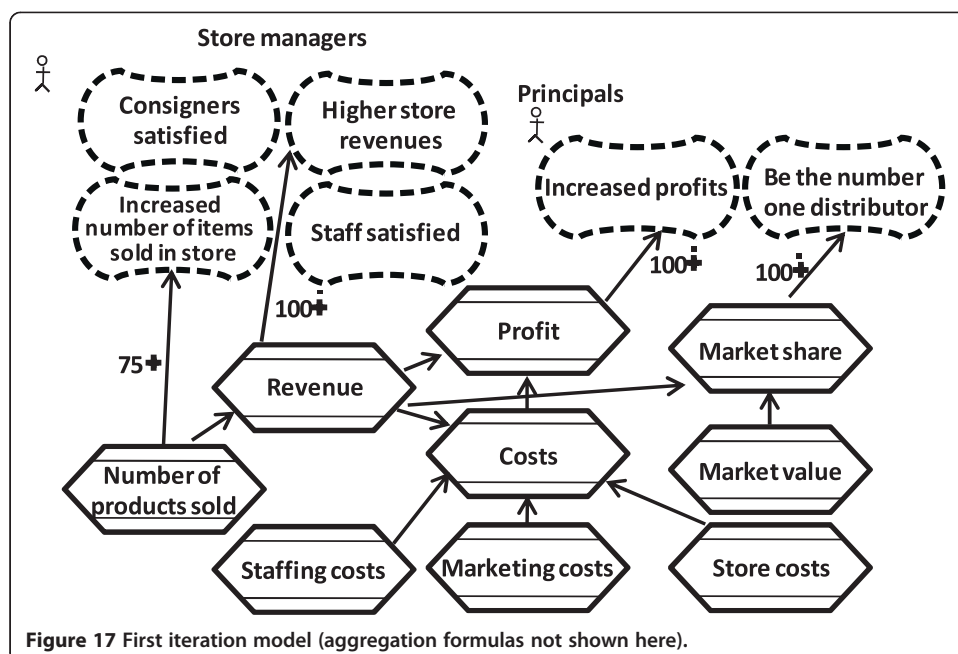 Store managers
Consigners
satisfied
Higher store
revenues
Principals
Increased
number of items
sold in store
Staff satisfied
Increased profits
Be the number
one distributor
75+
100+
100+
100+
Profit
Revenue
Market share
Number of
products sold
Costs
Market value
Staffing costs
Marketing costs
Store costs
Figure 17 First iteration model (aggregation formulas not shown here).